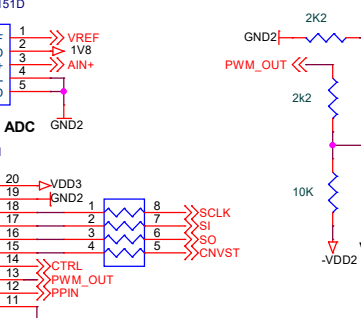 151D
2K2
1 VREF
GND2
2 1V8
3 AIN+
PWM_OUT
4
5
2k2
ADC
GND2
20 VDD3
19 GND2
10K
18 1 8 SCLK
17 2 7 SI
16 3 6 SO
15 4 5 CNVST
-VDD2
14 CTRL
13 PWM_OUT
12 PPIN
11